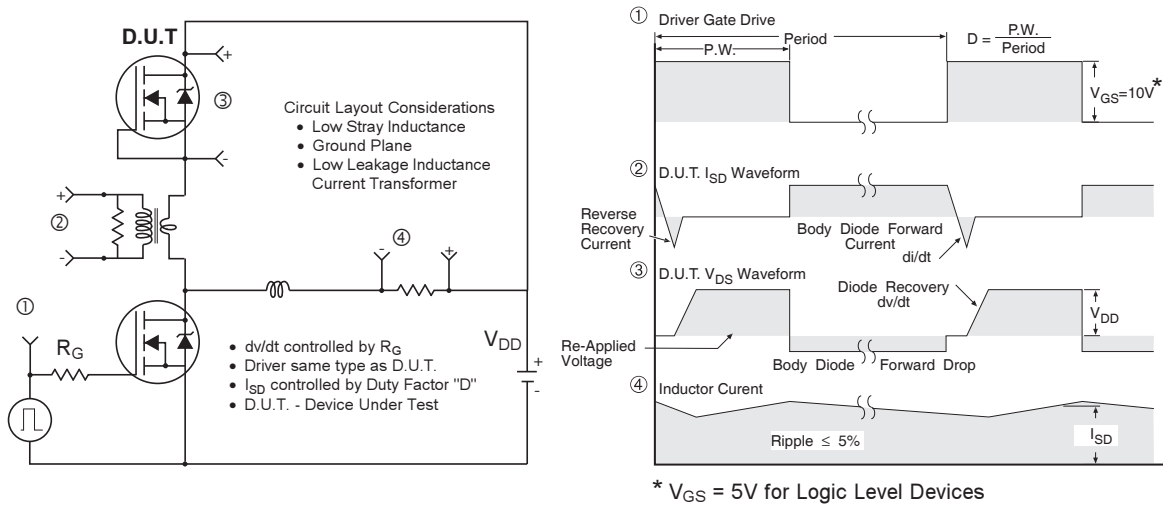 D.U.T
+
③
-
Circuit Layout Considerations
• Low Stray Inductance
• Ground Plane
• Low Leakage Inductance
Current Transformer
+
②
-
-
④
+
①
R_G
V_DD
+
-
• dv/dt controlled by R_G
• Driver same type as D.U.T.
• I_SD controlled by Duty Factor "D"
• D.U.T. - Device Under Test
① Driver Gate Drive
P.W.
Period
D = P.W. / Period
V_GS=10V *
② D.U.T. I_SD Waveform
Reverse
Recovery
Current
Body Diode Forward
Current
di/dt
③ D.U.T. V_DS Waveform
Diode Recovery
dv/dt
V_DD
Re-Applied
Voltage
Body Diode Forward Drop
④ Inductor Curent
Ripple ≤ 5%
I_SD
* V_GS = 5V for Logic Level Devices